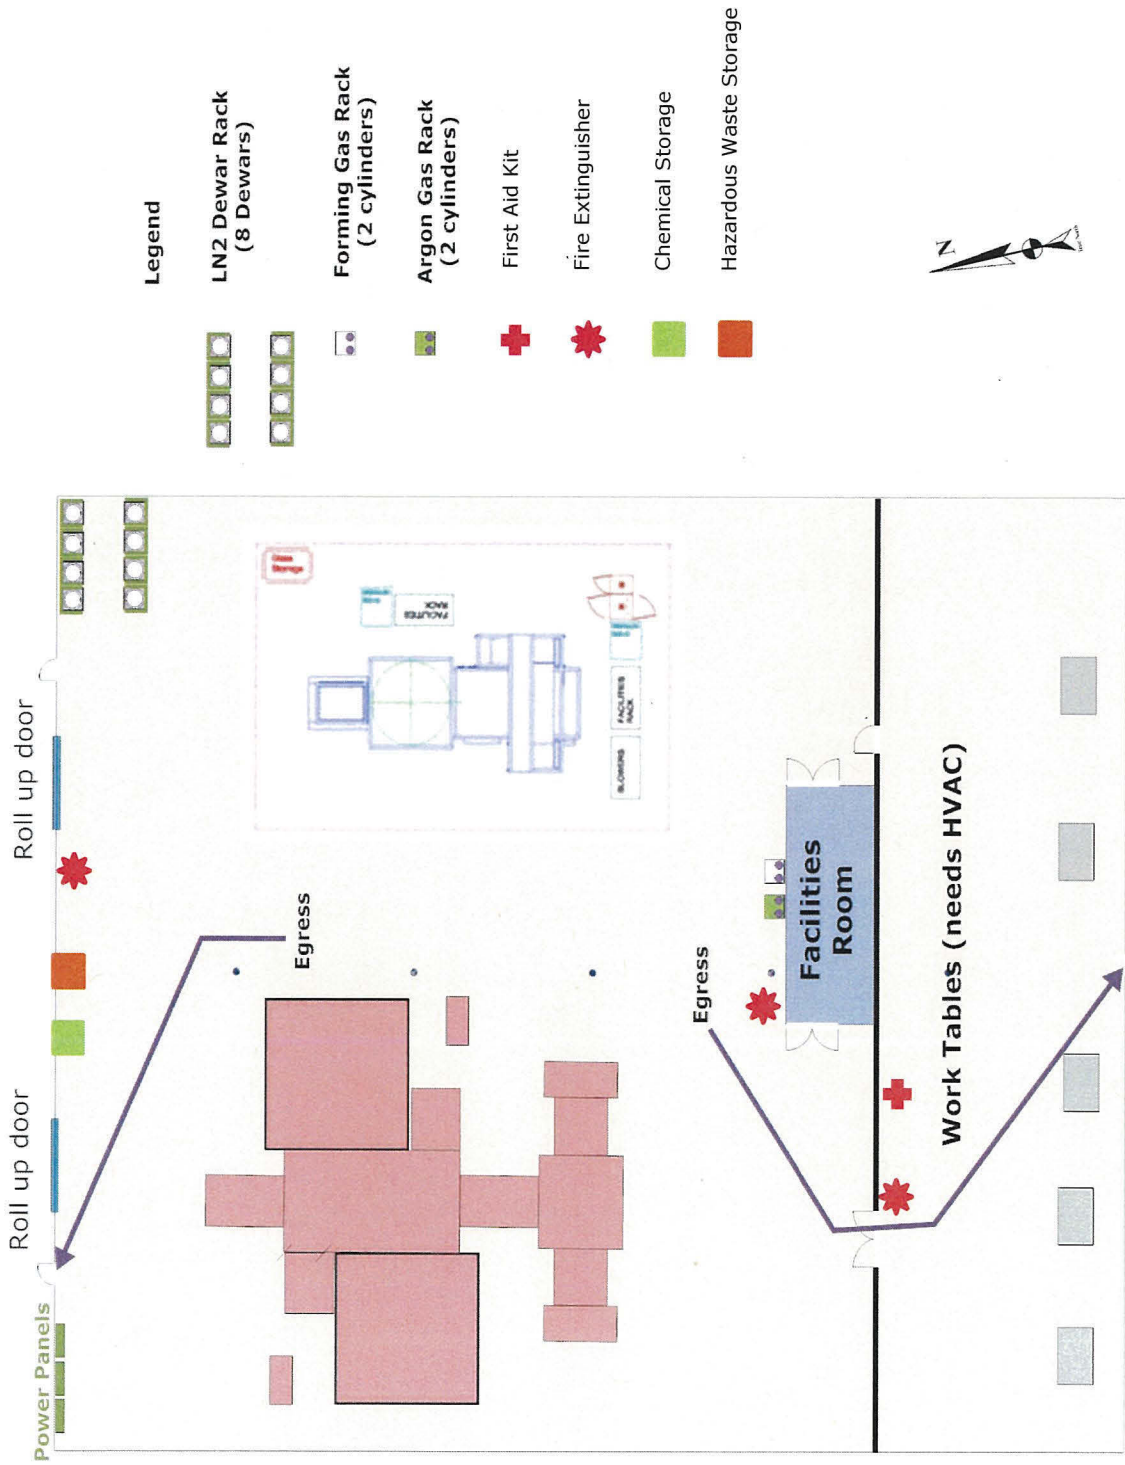 Legend
LN2 Dewar Rack
(8 Dewars)
Forming Gas Rack
(2 cylinders)
Argon Gas Rack
(2 cylinders)
First Aid Kit
Fire Extinguisher
Chemical Storage
Hazardous Waste Storage
N
Roll up door
Roll up door
Power Panels
Glass
Storage
FACILITIES
RACK
FACILITIES
RACK
BLOWERS
Egress
Egress
Facilities
Room
Work Tables (needs HVAC)